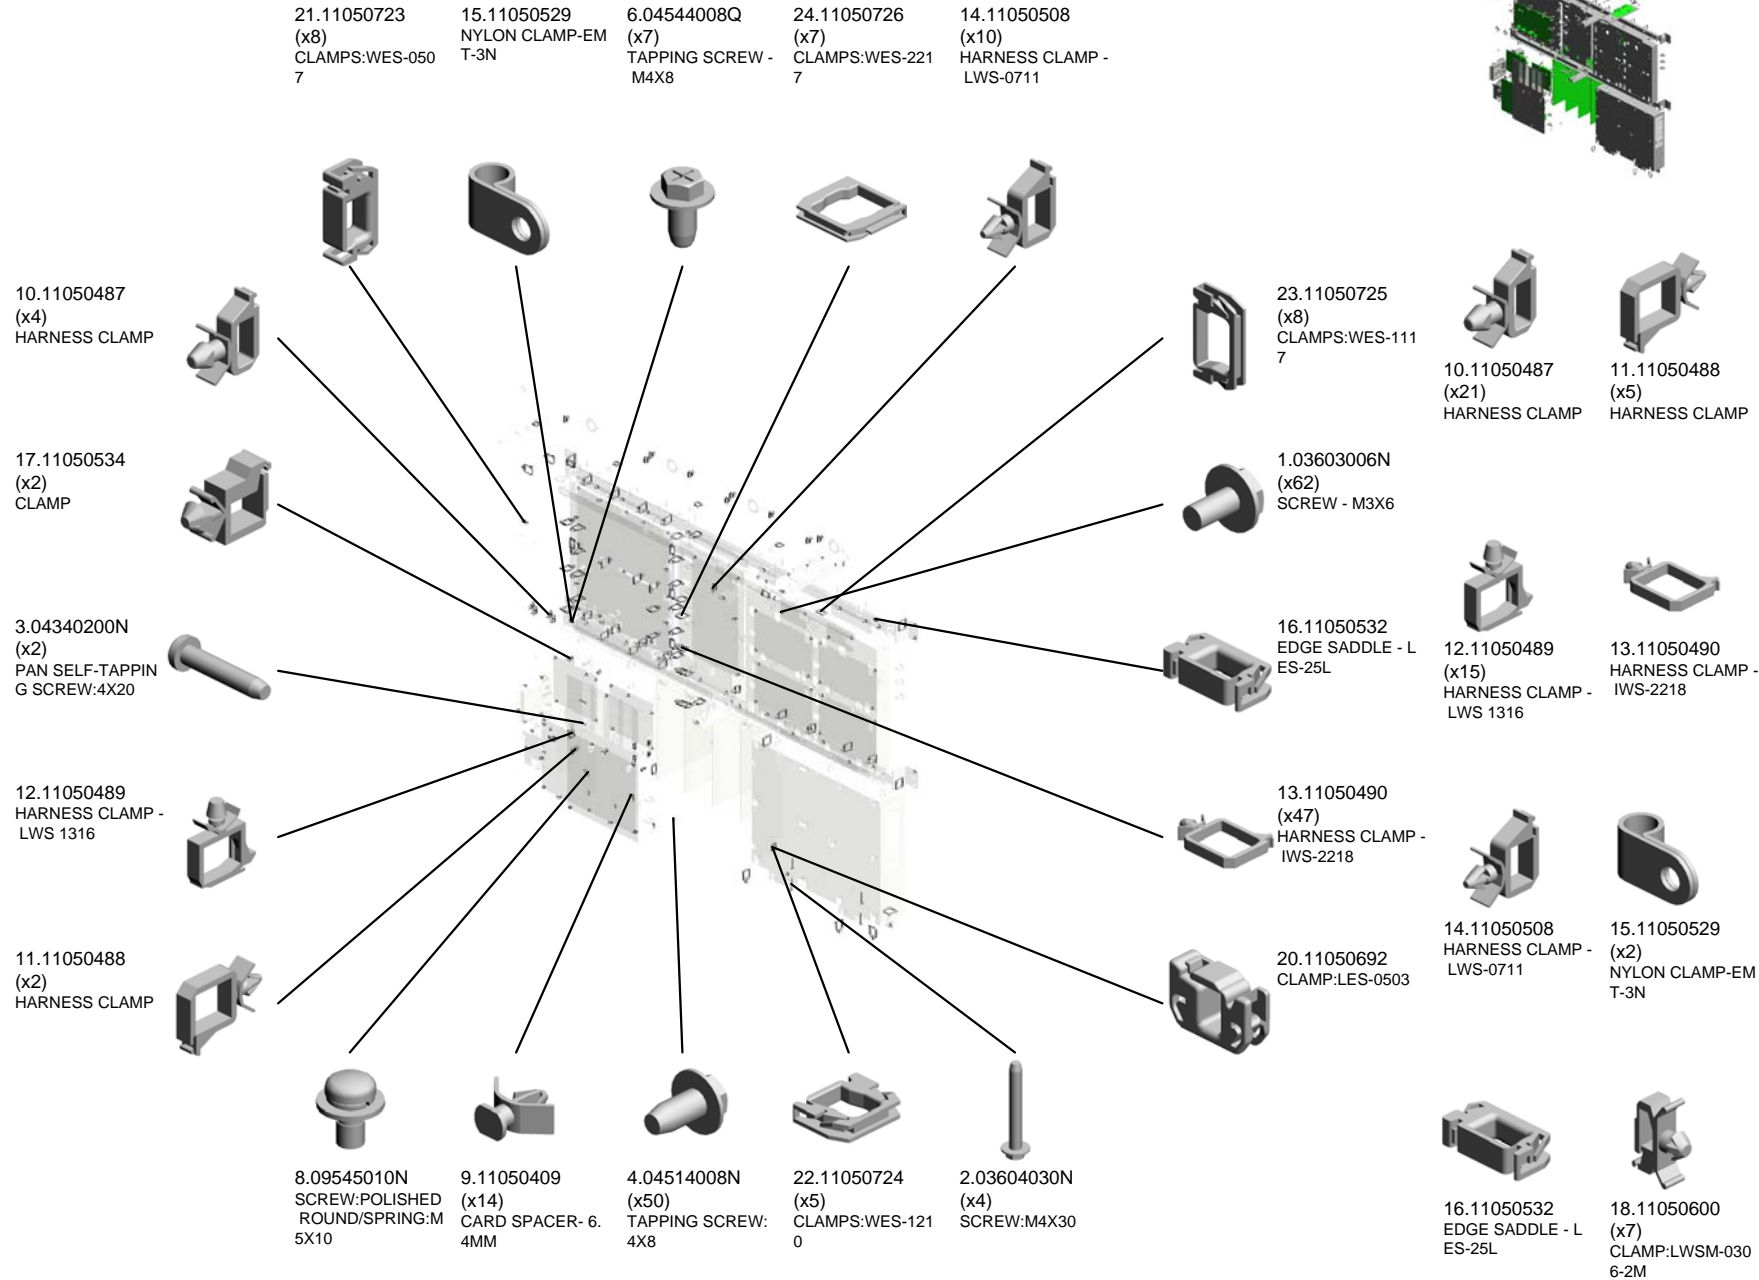 21.11050723
(x8)
CLAMPS:WES-050
7
15.11050529
NYLON CLAMP-EM
T-3N
6.04544008Q
(x7)
TAPPING SCREW -
M4X8
24.11050726
(x7)
CLAMPS:WES-221
7
14.11050508
(x10)
HARNESS CLAMP -
LWS-0711
10.11050487
(x4)
HARNESS CLAMP
17.11050534
(x2)
CLAMP
3.04340200N
(x2)
PAN SELF-TAPPIN
G SCREW:4X20
12.11050489
HARNESS CLAMP -
LWS 1316
11.11050488
(x2)
HARNESS CLAMP
23.11050725
(x8)
CLAMPS:WES-111
7
1.03603006N
(x62)
SCREW - M3X6
16.11050532
EDGE SADDLE - L
ES-25L
13.11050490
(x47)
HARNESS CLAMP -
IWS-2218
20.11050692
CLAMP:LES-0503
8.09545010N
SCREW:POLISHED
ROUND/SPRING:M
5X10
9.11050409
(x14)
CARD SPACER- 6.
4MM
4.04514008N
(x50)
TAPPING SCREW:
4X8
22.11050724
(x5)
CLAMPS:WES-121
0
2.03604030N
(x4)
SCREW:M4X30
10.11050487
(x21)
HARNESS CLAMP
11.11050488
(x5)
HARNESS CLAMP
12.11050489
(x15)
HARNESS CLAMP -
LWS 1316
13.11050490
HARNESS CLAMP -
IWS-2218
14.11050508
HARNESS CLAMP -
LWS-0711
15.11050529
(x2)
NYLON CLAMP-EM
T-3N
16.11050532
EDGE SADDLE - L
ES-25L
18.11050600
(x7)
CLAMP:LWSM-030
6-2M